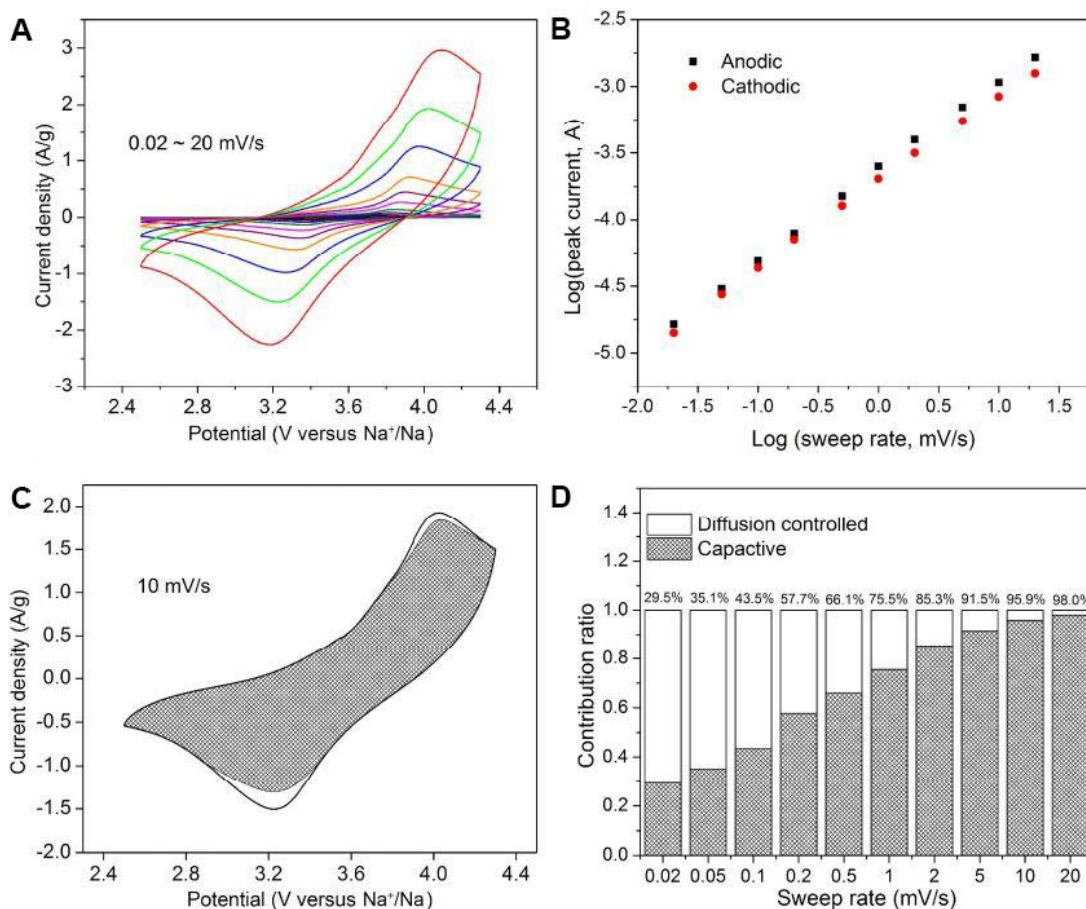 A
3
2
1
0
-1
-2
-3
Current density (A/g)
0.02 ~ 20 mV/s
2.4 2.8 3.2 3.6 4.0 4.4
Potential (V versus Na⁺/Na)
B
-2.5
-3.0
-3.5
-4.0
-4.5
-5.0
Log(peak current, A)
Anodic
Cathodic
-2.0 -1.5 -1.0 -0.5 0.0 0.5 1.0 1.5
Log (sweep rate, mV/s)
C
2.0
1.5
1.0
0.5
0.0
-0.5
-1.0
-1.5
-2.0
Current density (A/g)
10 mV/s
2.4 2.8 3.2 3.6 4.0 4.4
Potential (V versus Na⁺/Na)
D
1.4
1.2
1.0
0.8
0.6
0.4
0.2
0.0
Contribution ratio
Diffusion controlled
Capactive
29.5% 35.1% 43.5% 57.7% 66.1% 75.5% 85.3% 91.5% 95.9% 98.0%
0.02 0.05 0.1 0.2 0.5 1 2 5 10 20
Sweep rate (mV/s)